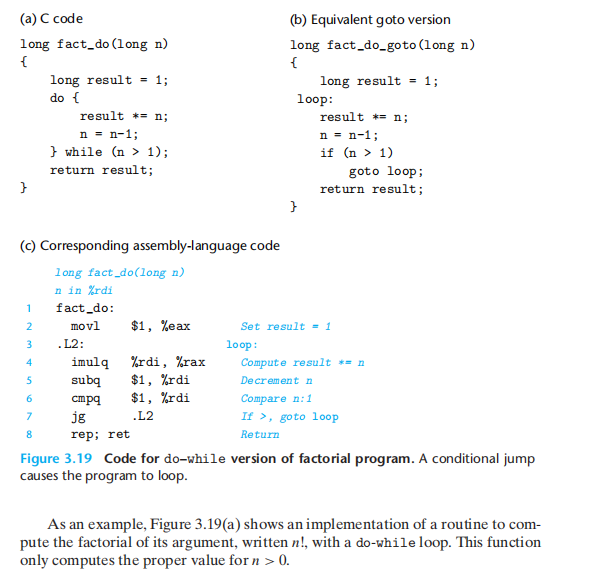 (a) C code
long fact_do(long n)
{
    long result = 1;
    do {
        result *= n;
        n = n-1;
    } while (n > 1);
    return result;
}
(b) Equivalent goto version
long fact_do_goto(long n)
{
    long result = 1;
 loop:
    result *= n;
    n = n-1;
    if (n > 1)
        goto loop;
    return result;
}
(c) Corresponding assembly-language code
long fact_do(long n)
n in %rdi
1 fact_do:
2   movl $1, %eax Set result = 1
3 .L2: loop:
4   imulq %rdi, %rax Compute result *= n
5   subq $1, %rdi Decrement n
6   cmpq $1, %rdi Compare n:1
7   jg .L2 If >, goto loop
8   rep; ret Return
Figure 3.19 Code for do–while version of factorial program. A conditional jump
causes the program to loop.
As an example, Figure 3.19(a) shows an implementation of a routine to com-
pute the factorial of its argument, written n!, with a do-while loop. This function
only computes the proper value for n > 0.